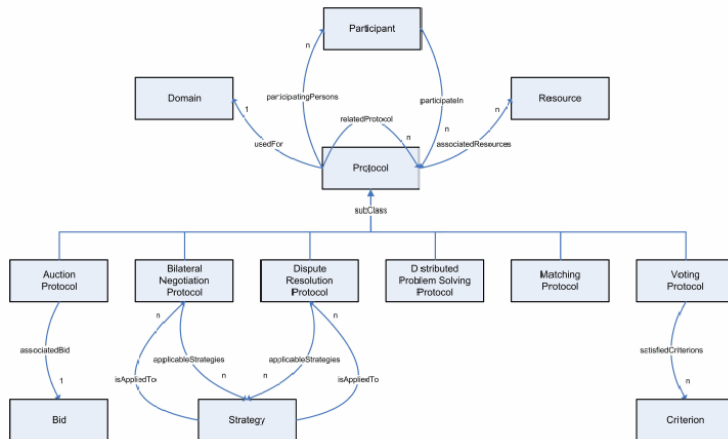 Participant
n
Domain
Resource
participatingPersons
participateIn
1
n
relatedProtocol
n
n
usedFor
associatedResources
Protocol
subClass
Auction
Protocol
Bilateral
Negotiation
Protocol
Dispute
Resolution
Protocol
Distributed
Problem Solving
Protocol
Matching
Protocol
Voting
Protocol
n
n
associatedBid
applicableStrategies
applicableStrategies
satisfiedCriterions
isAppliedTo
isAppliedTo
1
n
n
n
Bid
Strategy
Criterion